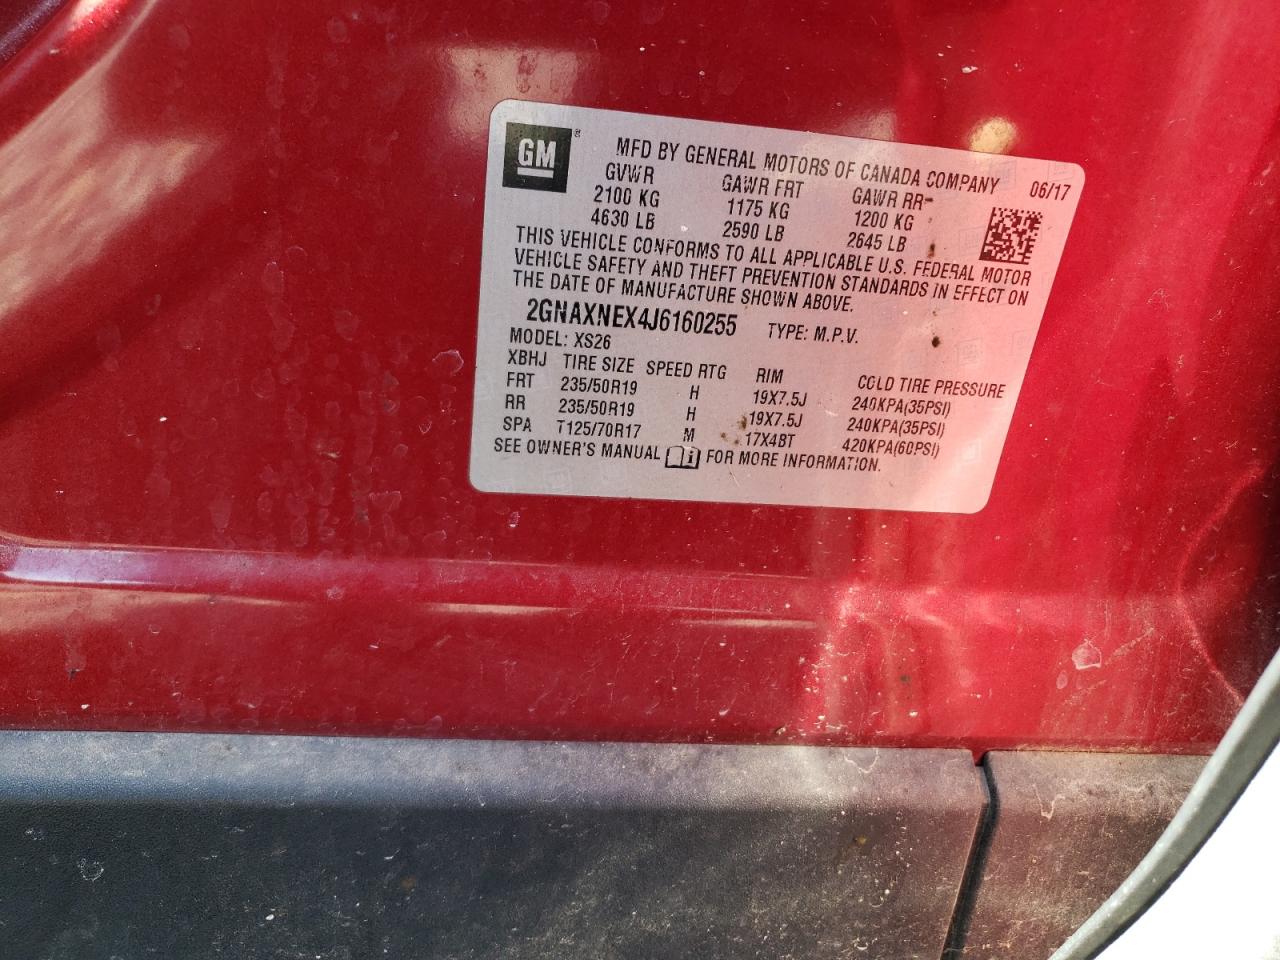 GM ®
MFD BY GENERAL MOTORS OF CANADA COMPANY 06/17
GVWR GAWR FRT GAWR RR
2100 KG 1175 KG 1200 KG
4630 LB 2590 LB 2645 LB
THIS VEHICLE CONFORMS TO ALL APPLICABLE U.S. FEDERAL MOTOR
VEHICLE SAFETY AND THEFT PREVENTION STANDARDS IN EFFECT ON
THE DATE OF MANUFACTURE SHOWN ABOVE.
2GNAXNEX4J6160255 TYPE: M.P.V.
MODEL: XS26
XBHJ TIRE SIZE SPEED RTG RIM COLD TIRE PRESSURE
FRT 235/50R19 H 19X7.5J 240KPA(35PSI)
RR 235/50R19 H 19X7.5J 240KPA(35PSI)
SPA T125/70R17 M 17X4BT 420KPA(60PSI)
SEE OWNER'S MANUAL FOR MORE INFORMATION.